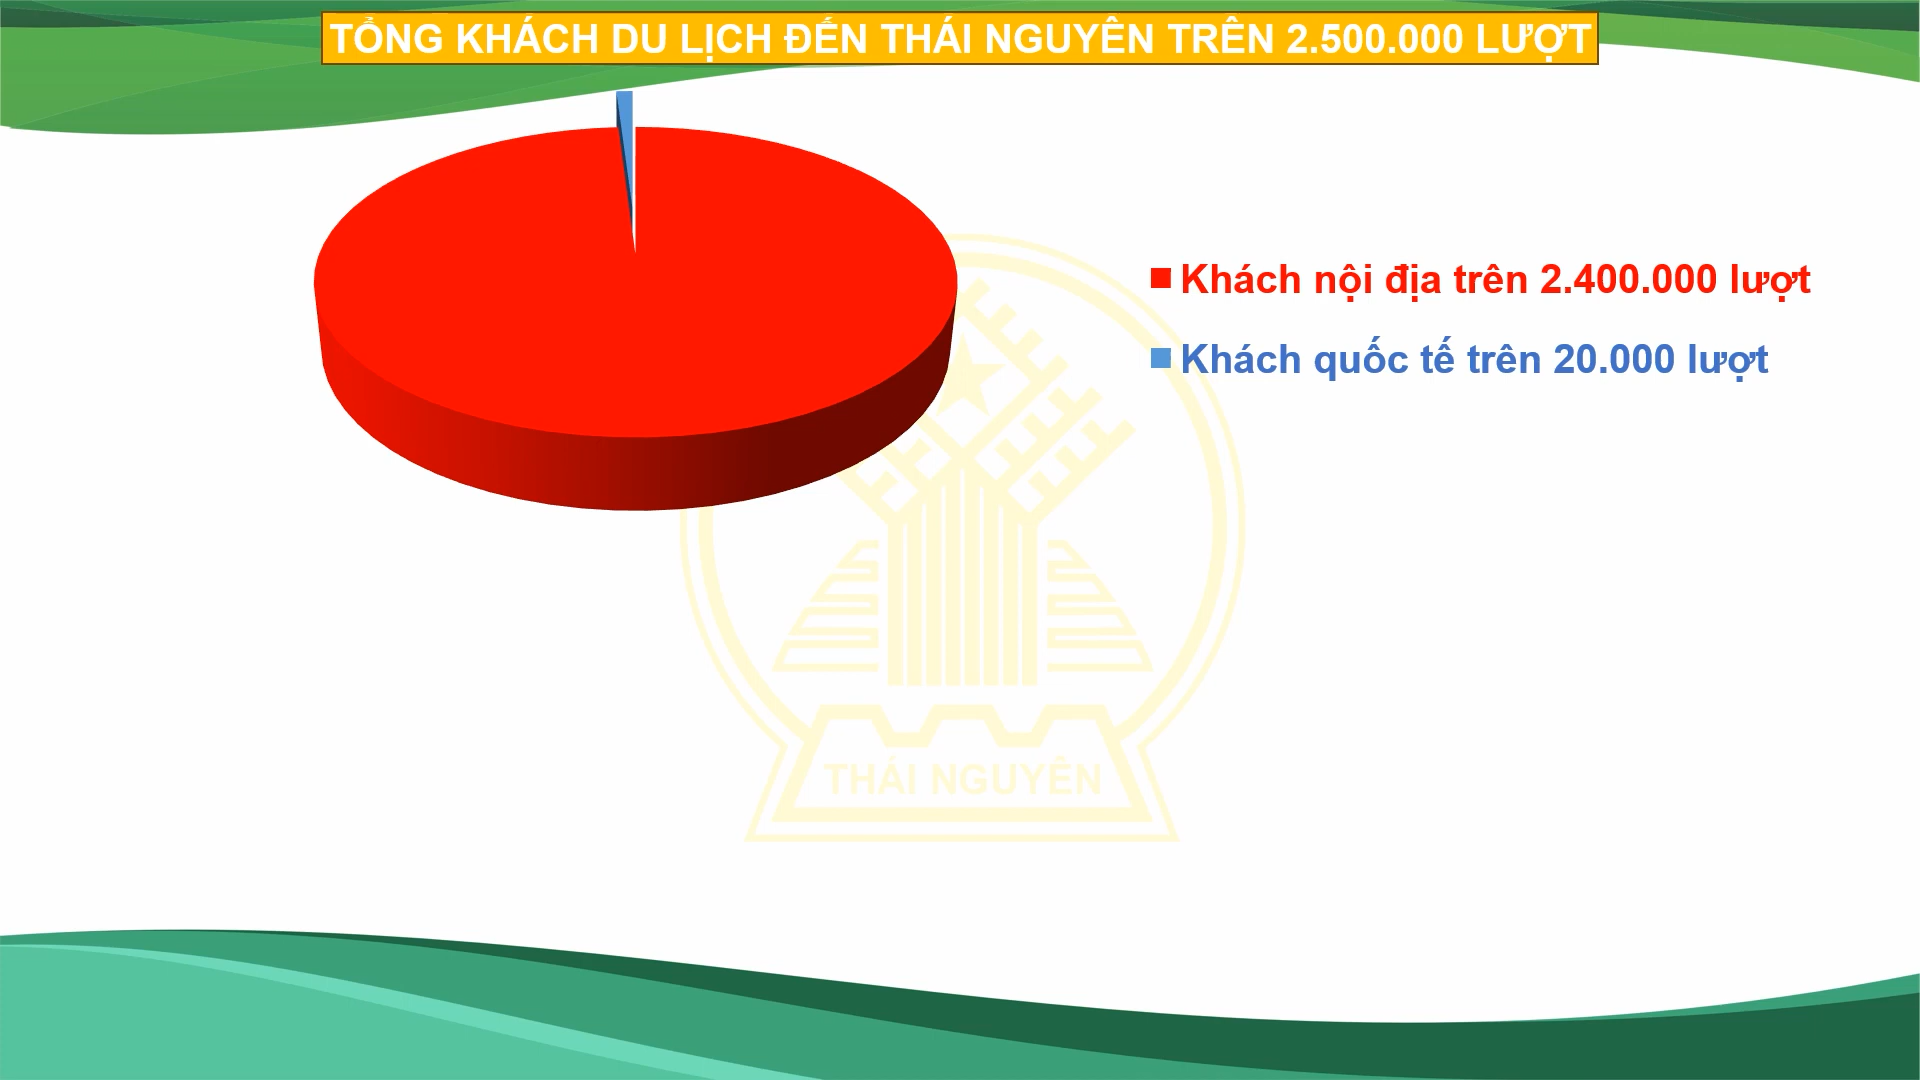 TỔNG KHÁCH DU LỊCH ĐẾN THÁI NGUYÊN TRÊN 2.500.000 LƯỢT
Khách nội địa trên 2.400.000 lượt
Khách quốc tế trên 20.000 lượt
THÁI NGUYÊN